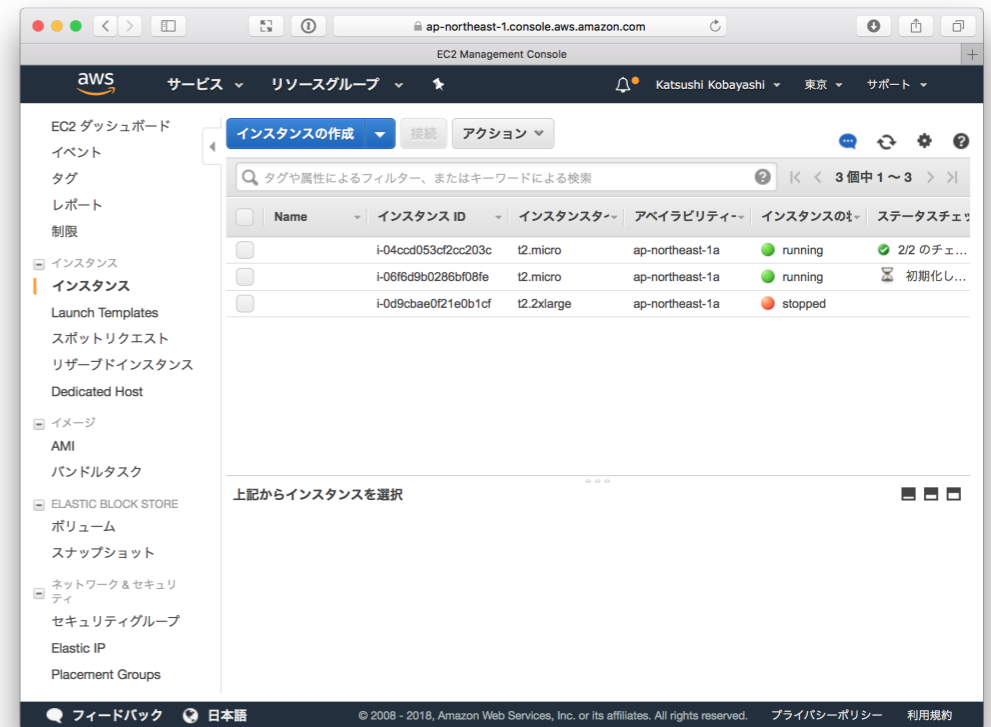 ap-northeast-1.console.aws.amazon.com
EC2 Management Console
aws サービス リソースグループ Katsushi Kobayashi 東京 サポート
EC2 ダッシュボード
イベント
タグ
レポート
制限
インスタンス
インスタンス
Launch Templates
スポットリクエスト
リザーブドインスタンス
Dedicated Host
イメージ
AMI
バンドルタスク
ELASTIC BLOCK STORE
ボリューム
スナップショット
ネットワーク & セキュリ
ティ
セキュリティグループ
Elastic IP
Placement Groups
インスタンスの作成 接続 アクション
タグや属性によるフィルター、またはキーワードによる検索 3 個中 1 ~ 3
Name インスタンス ID インスタンスター アベイラビリティー インスタンスの ステータスチェッ
i-04ccd053cf2cc203c t2.micro ap-northeast-1a running 2/2 のチェ...
i-06f6d9b0286bf08fe t2.micro ap-northeast-1a running 初期化し...
i-0d9cbae0f21e0b1cf t2.2xlarge ap-northeast-1a stopped
上記からインスタンスを選択
フィードバック 日本語 © 2008 - 2018, Amazon Web Services, Inc. or its affiliates. All rights reserved. プライバシーポリシー 利用規約